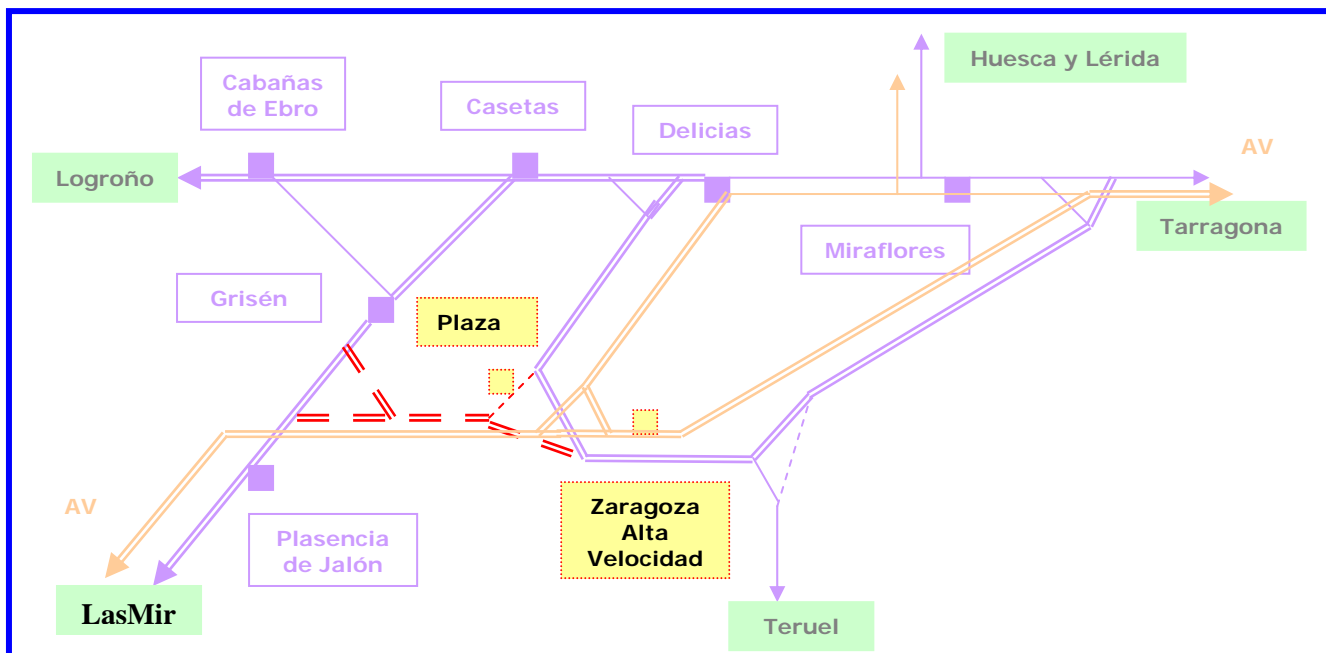 Huesca y Lérida
Cabañas
de Ebro
Casetas
Delicias
AV
Logroño
Tarragona
Miraflores
Grisén
Plaza
AV
Zaragoza
Alta
Velocidad
Plasencia
de Jalón
LasMir
Teruel